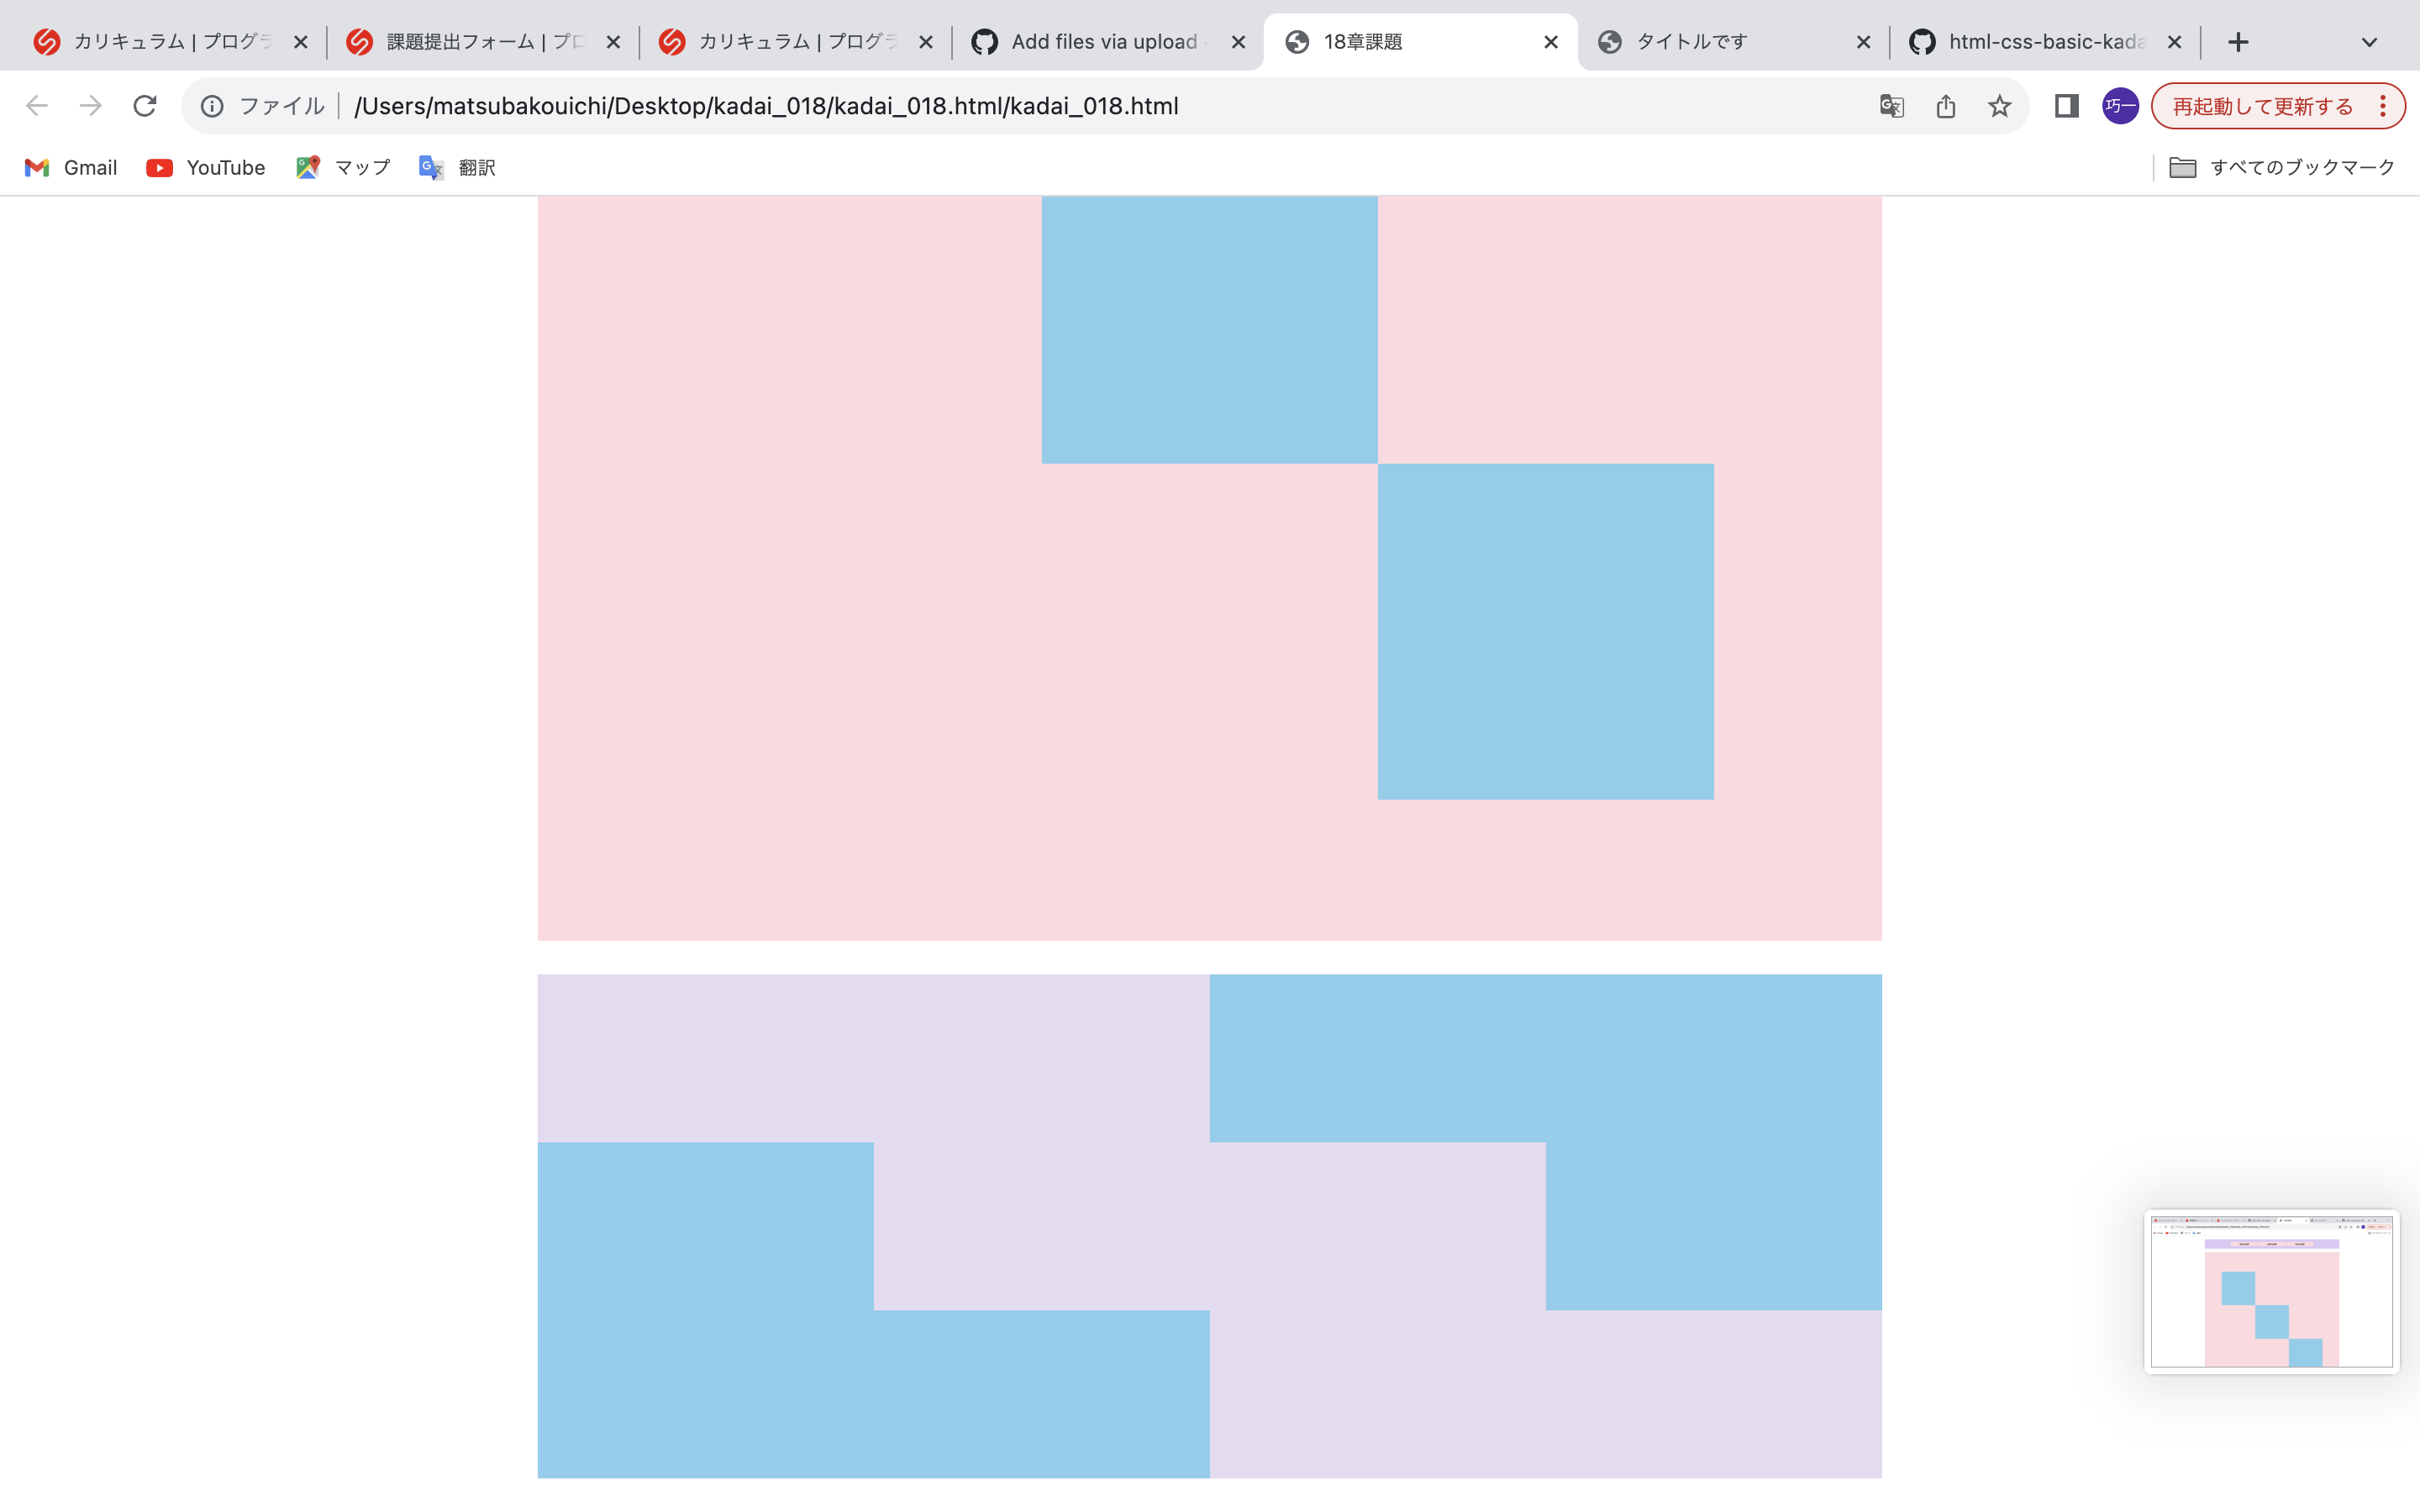 カリキュラム | プログラ
課題提出フォーム | プロ
カリキュラム | プログラ
Add files via upload
18章課題
タイトルです
html-css-basic-kada
ファイル
/Users/matsubakouichi/Desktop/kadai_018/kadai_018.html/kadai_018.html
巧一
再起動して更新する
Gmail
YouTube
マップ
翻訳
すべてのブックマーク